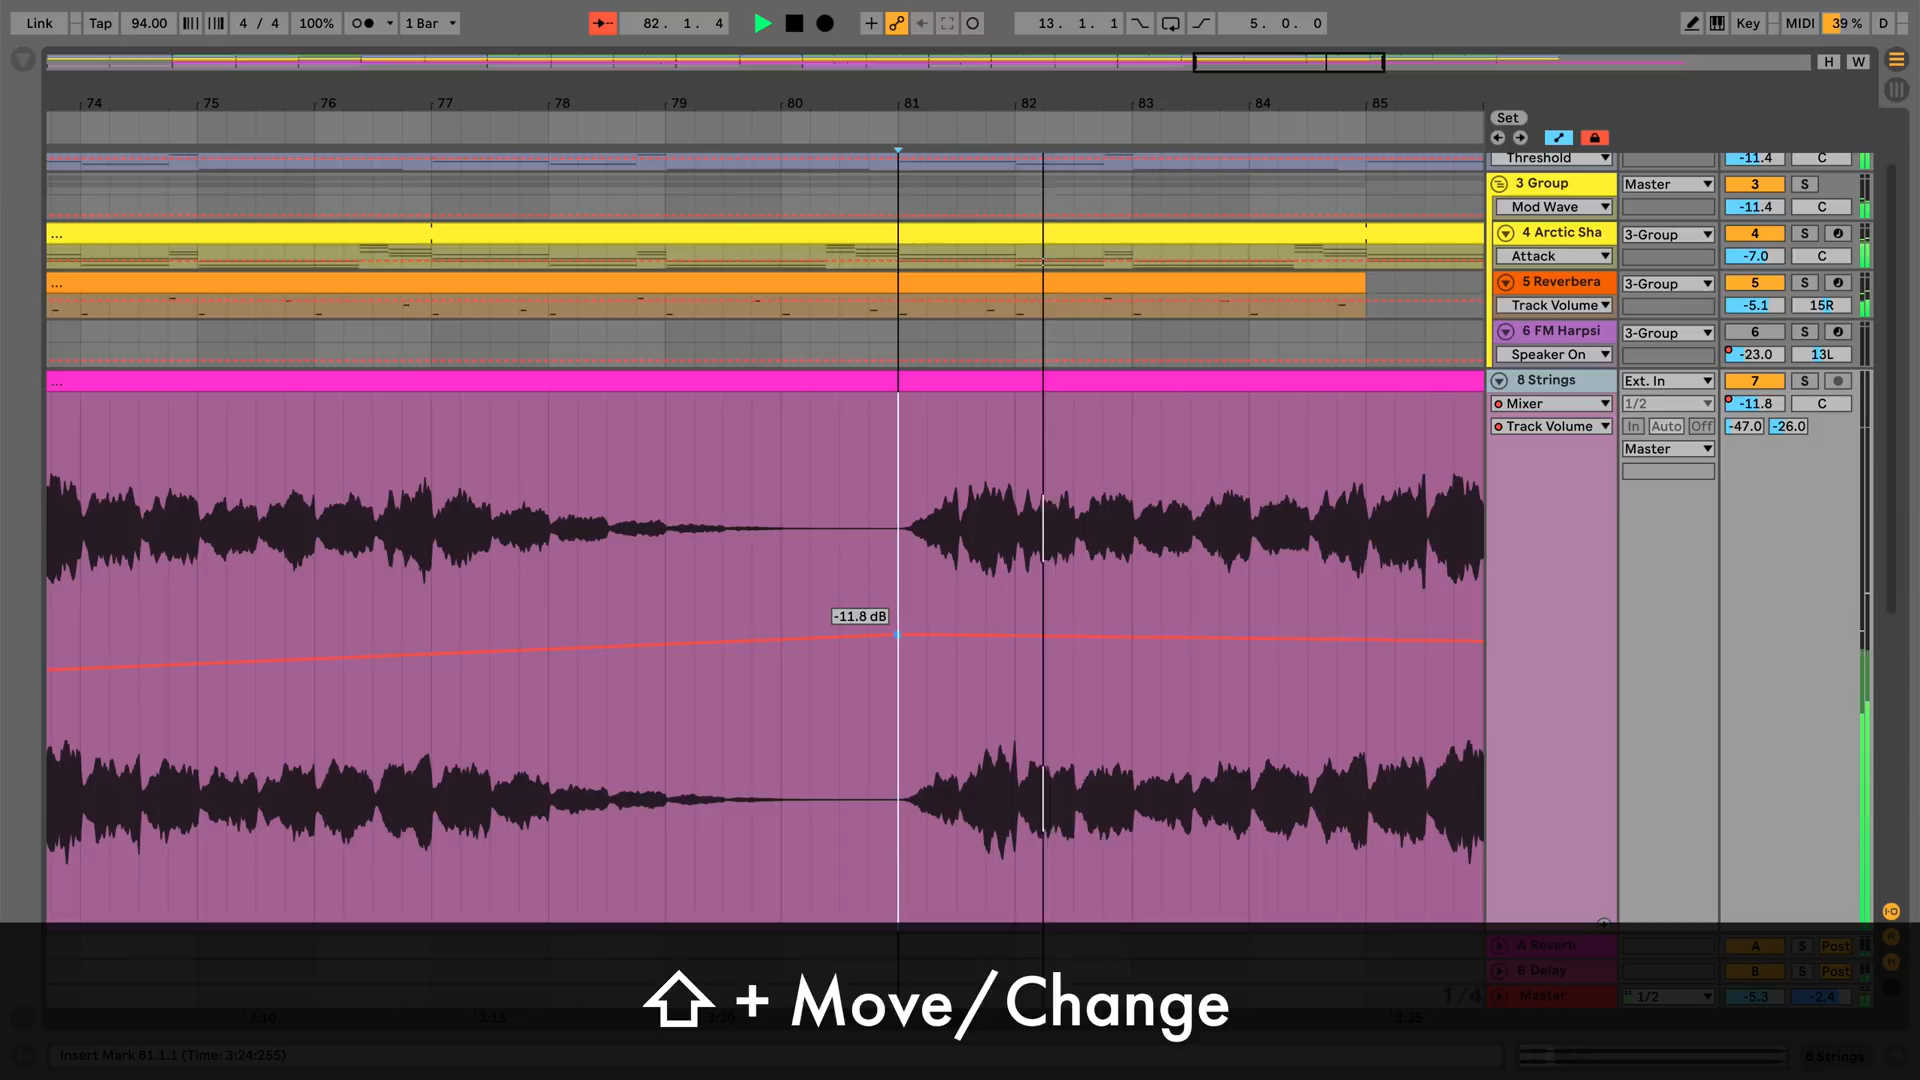 Link Tap 94.00 4 / 4 100% 1 Bar 82. 1. 4 13. 1. 1 5. 0. 0 Key MIDI 39 % D
H W
74 75 76 77 78 79 80 81 82 83 84 85
Set
Threshold -11.4 C
3 Group Master 3 S
Mod Wave -11.4 C
... 4 Arctic Sha 3-Group 4 S
Attack -7.0 C
... 5 Reverbera 3-Group 5 S
Track Volume -5.1 15R
6 FM Harpsi 3-Group 6 S
Speaker On -23.0 13L
... 8 Strings Ext. In 7 S
Mixer 1/2 -11.8 C
Track Volume In Auto Off -47.0 -26.0
Master
-11.8 dB
A Reverb A S Post
B Delay B S Post
1/4 Master 1/2 -5.3 -2.4
⇧ + Move/Change
3:10 3:15 3:20 3:35
Insert Mark 81.1.1 (Time: 3:24:255) 8 Strings